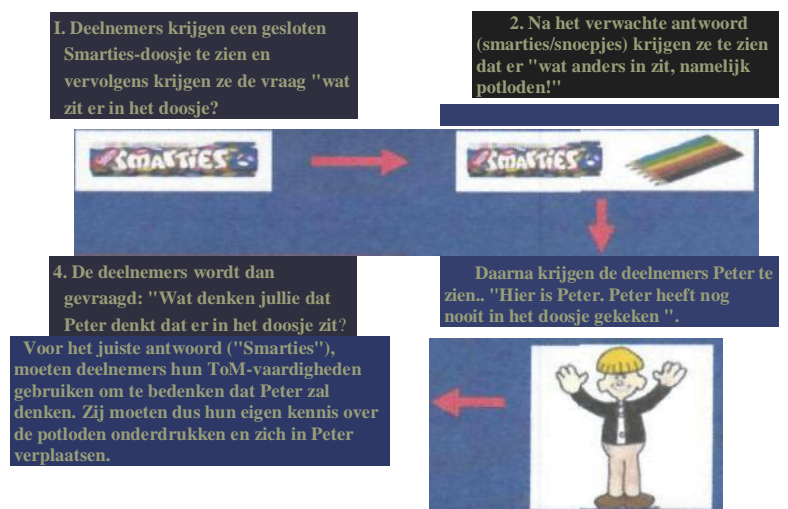 I. Deelnemers krijgen een gesloten
Smarties-doosje te zien en
vervolgens krijgen ze de vraag "wat
zit er in het doosje?
2. Na het verwachte antwoord
(smarties/snoepjes) krijgen ze te zien
dat er "wat anders in zit, namelijk
potloden!"
SMARTIES
SMARTIES
Daarna krijgen de deelnemers Peter te
zien.. "Hier is Peter. Peter heeft nog
nooit in het doosje gekeken ".
4. De deelnemers wordt dan
gevraagd: "Wat denken jullie dat
Peter denkt dat er in het doosje zit?
Voor het juiste antwoord ("Smarties"),
moeten deelnemers hun ToM-vaardigheden
gebruiken om te bedenken dat Peter zal
denken. Zij moeten dus hun eigen kennis over
de potloden onderdrukken en zich in Peter
verplaatsen.